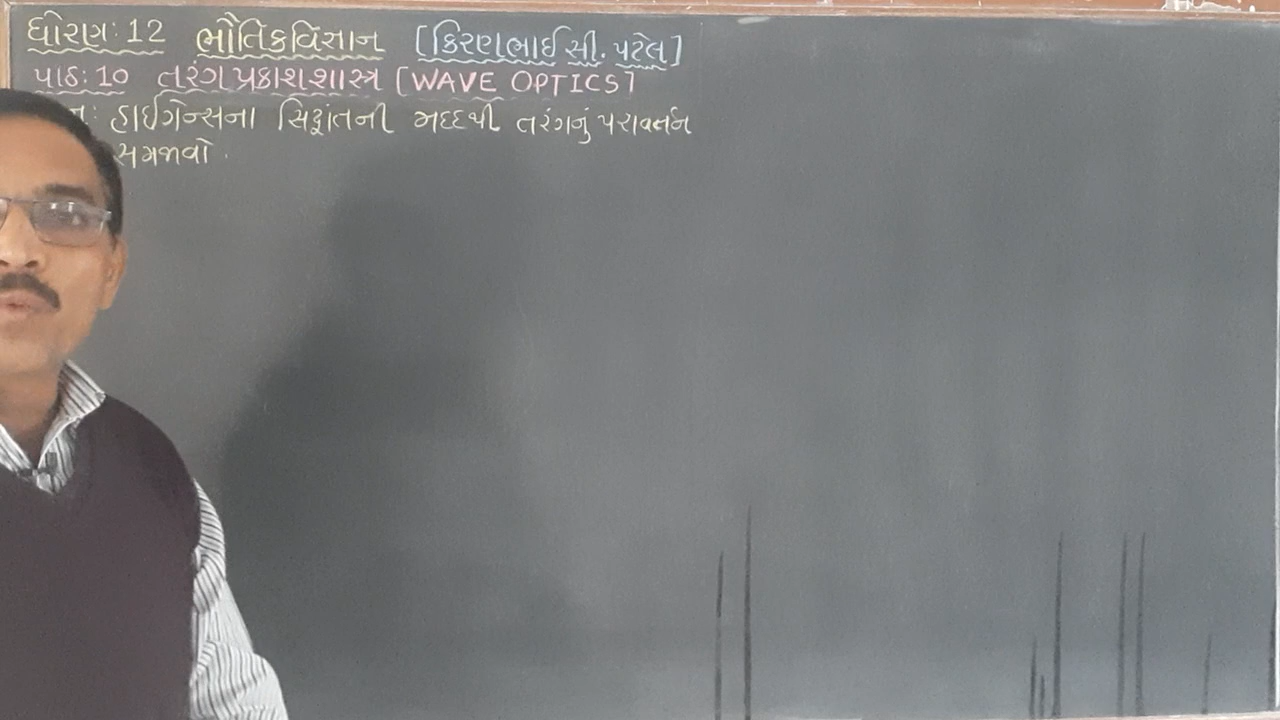 ધોરણ: 12 ભૌતિકવિજ્ઞાન [કિરણભાઈ સી. પટેલ]
પાઠ: 10 તરંગ પ્રકાશશાસ્ત્ર [WAVE OPTICS]
ન: હાઈગેન્સના સિદ્ધાંતની મદદથી તરંગનું પરાવર્તન
સમજાવો.